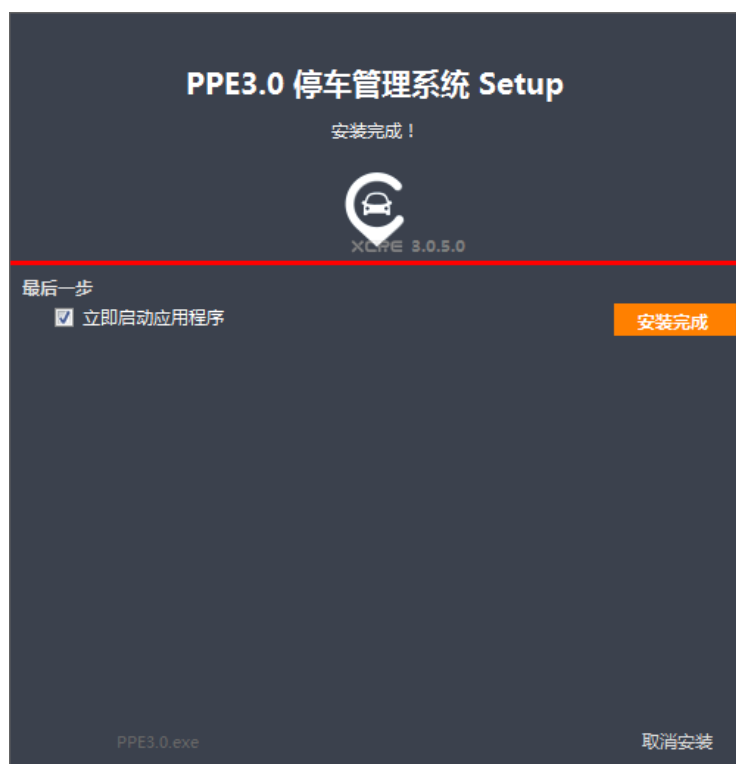 PPE3.0 停车管理系统 Setup
安装完成！
XCPE 3.0.5.0
最后一步
立即启动应用程序
安装完成
PPE3.0.exe
取消安装